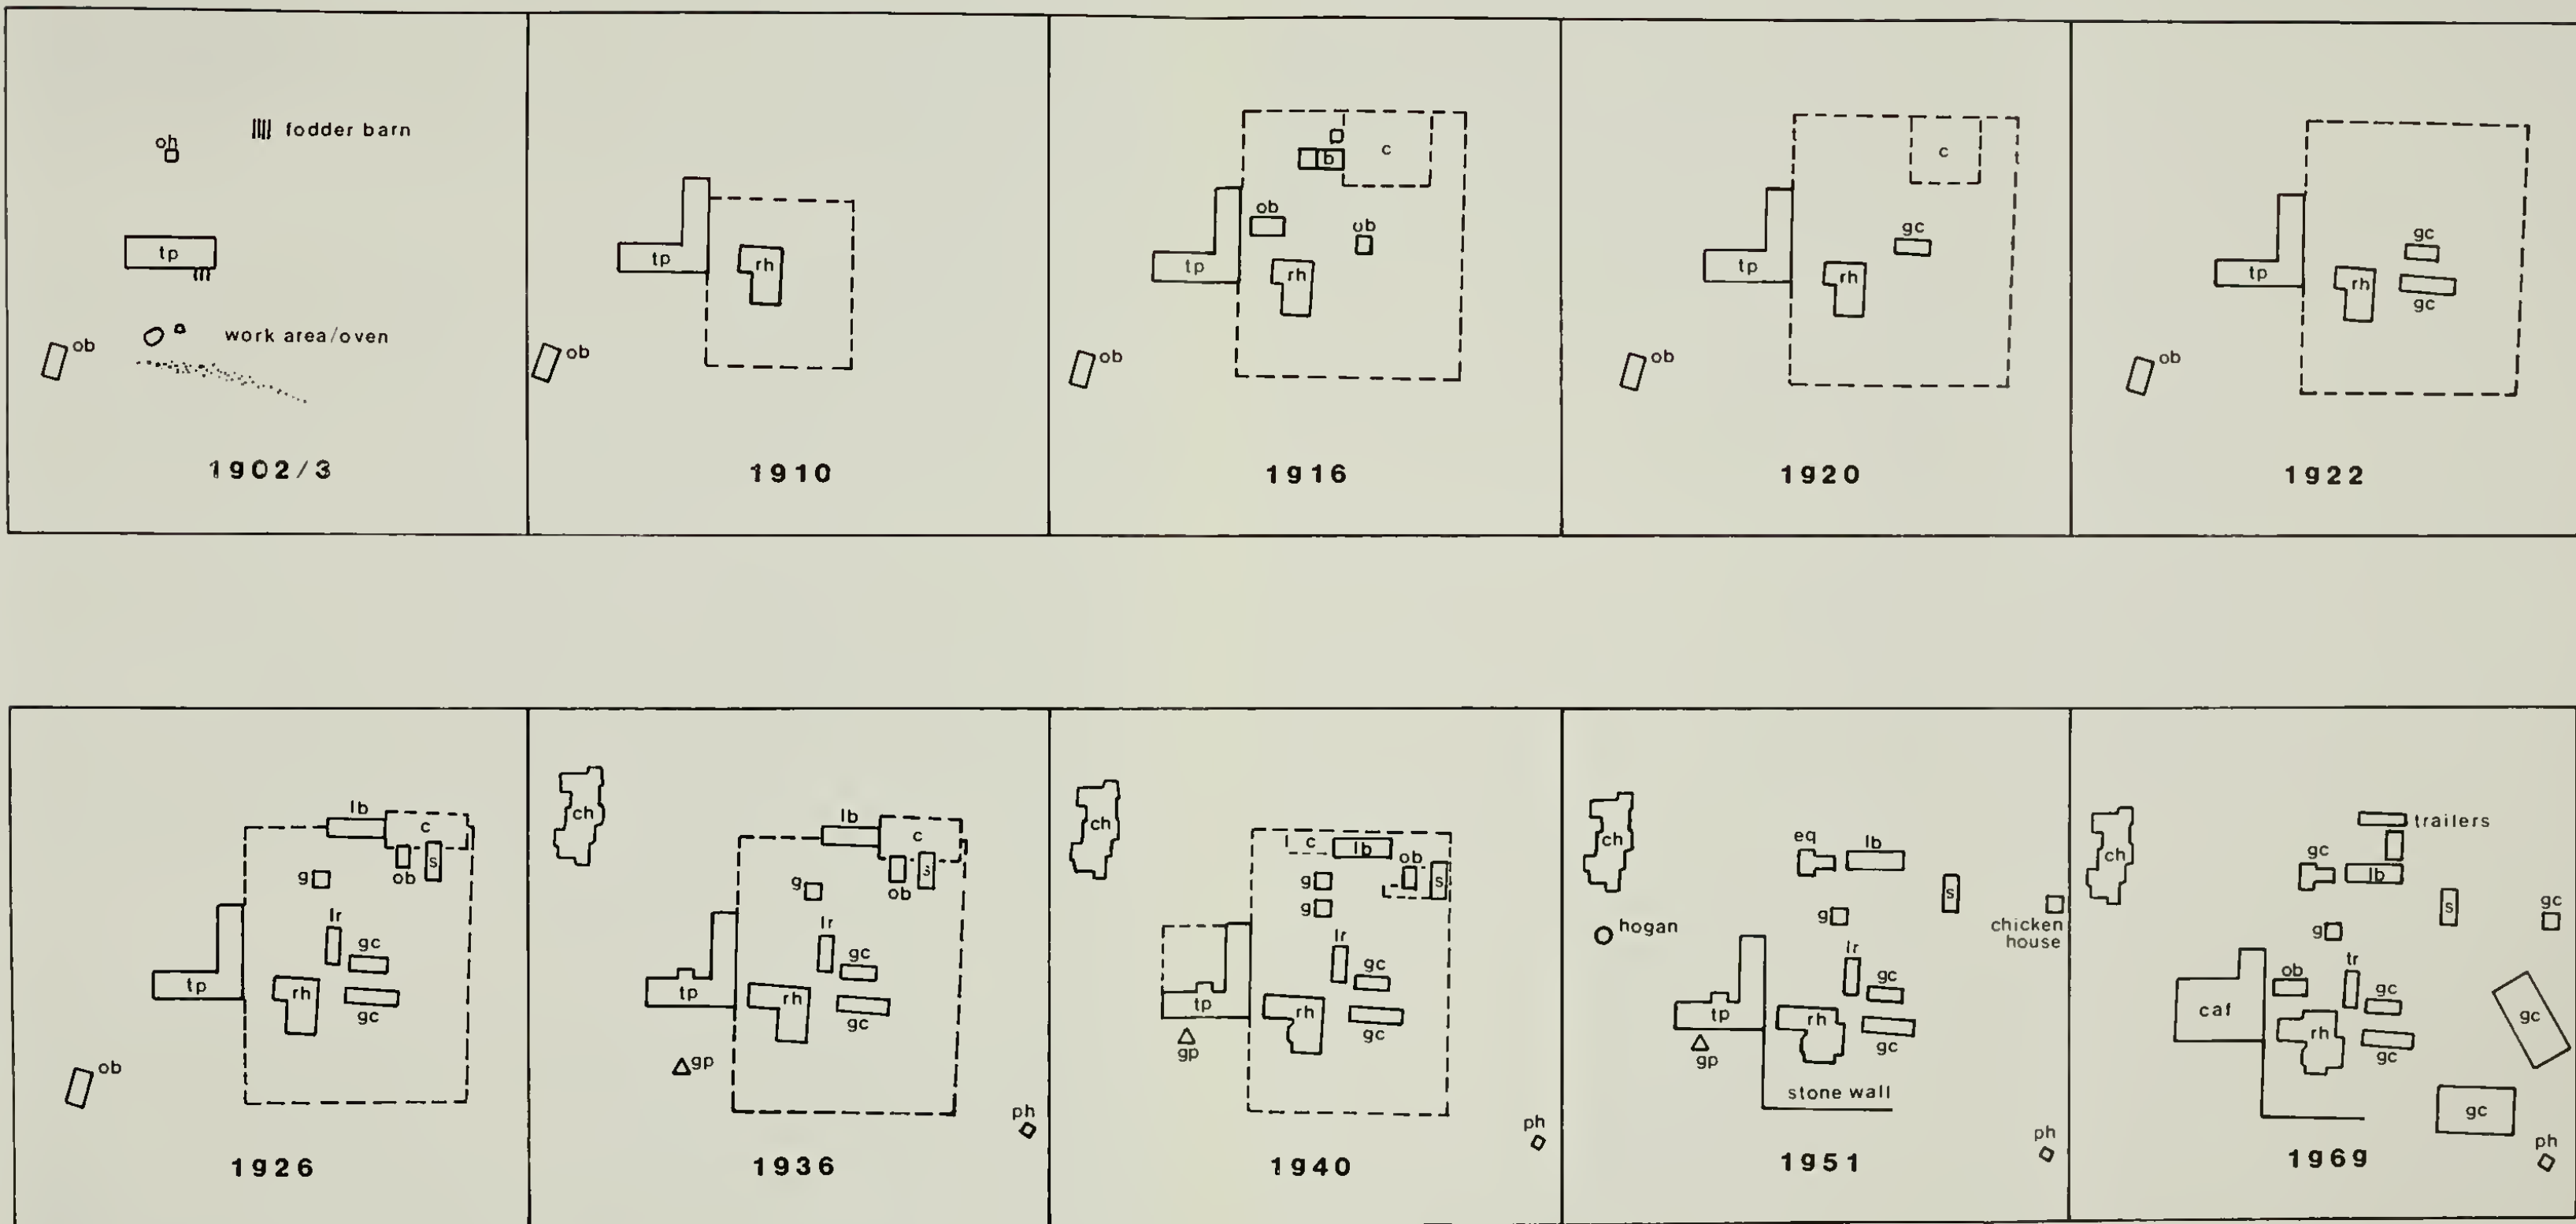 oh
fodder barn
tp
work area/oven
ob
1902/3
tp
rh
ob
1910
b
c
ob
ob
tp
rh
ob
1916
c
gc
tp
rh
ob
1920
gc
tp
rh
gc
ob
1922
lb
c
s
g
ob
lr
gc
tp
rh
gc
ob
1926
ch
lb
c
s
g
ob
lr
gc
tp
rh
gc
gp
ph
1936
ch
c
lb
ob
g
s
g
lr
gc
tp
rh
gc
gp
ph
1940
ch
eq
lb
s
g
hogan
chicken
house
lr
gc
tp
rh
gc
gp
stone wall
ph
1951
trailers
ch
gc
lb
s
gc
g
ob
tr
gc
caf
rh
gc
gc
gc
ph
1969